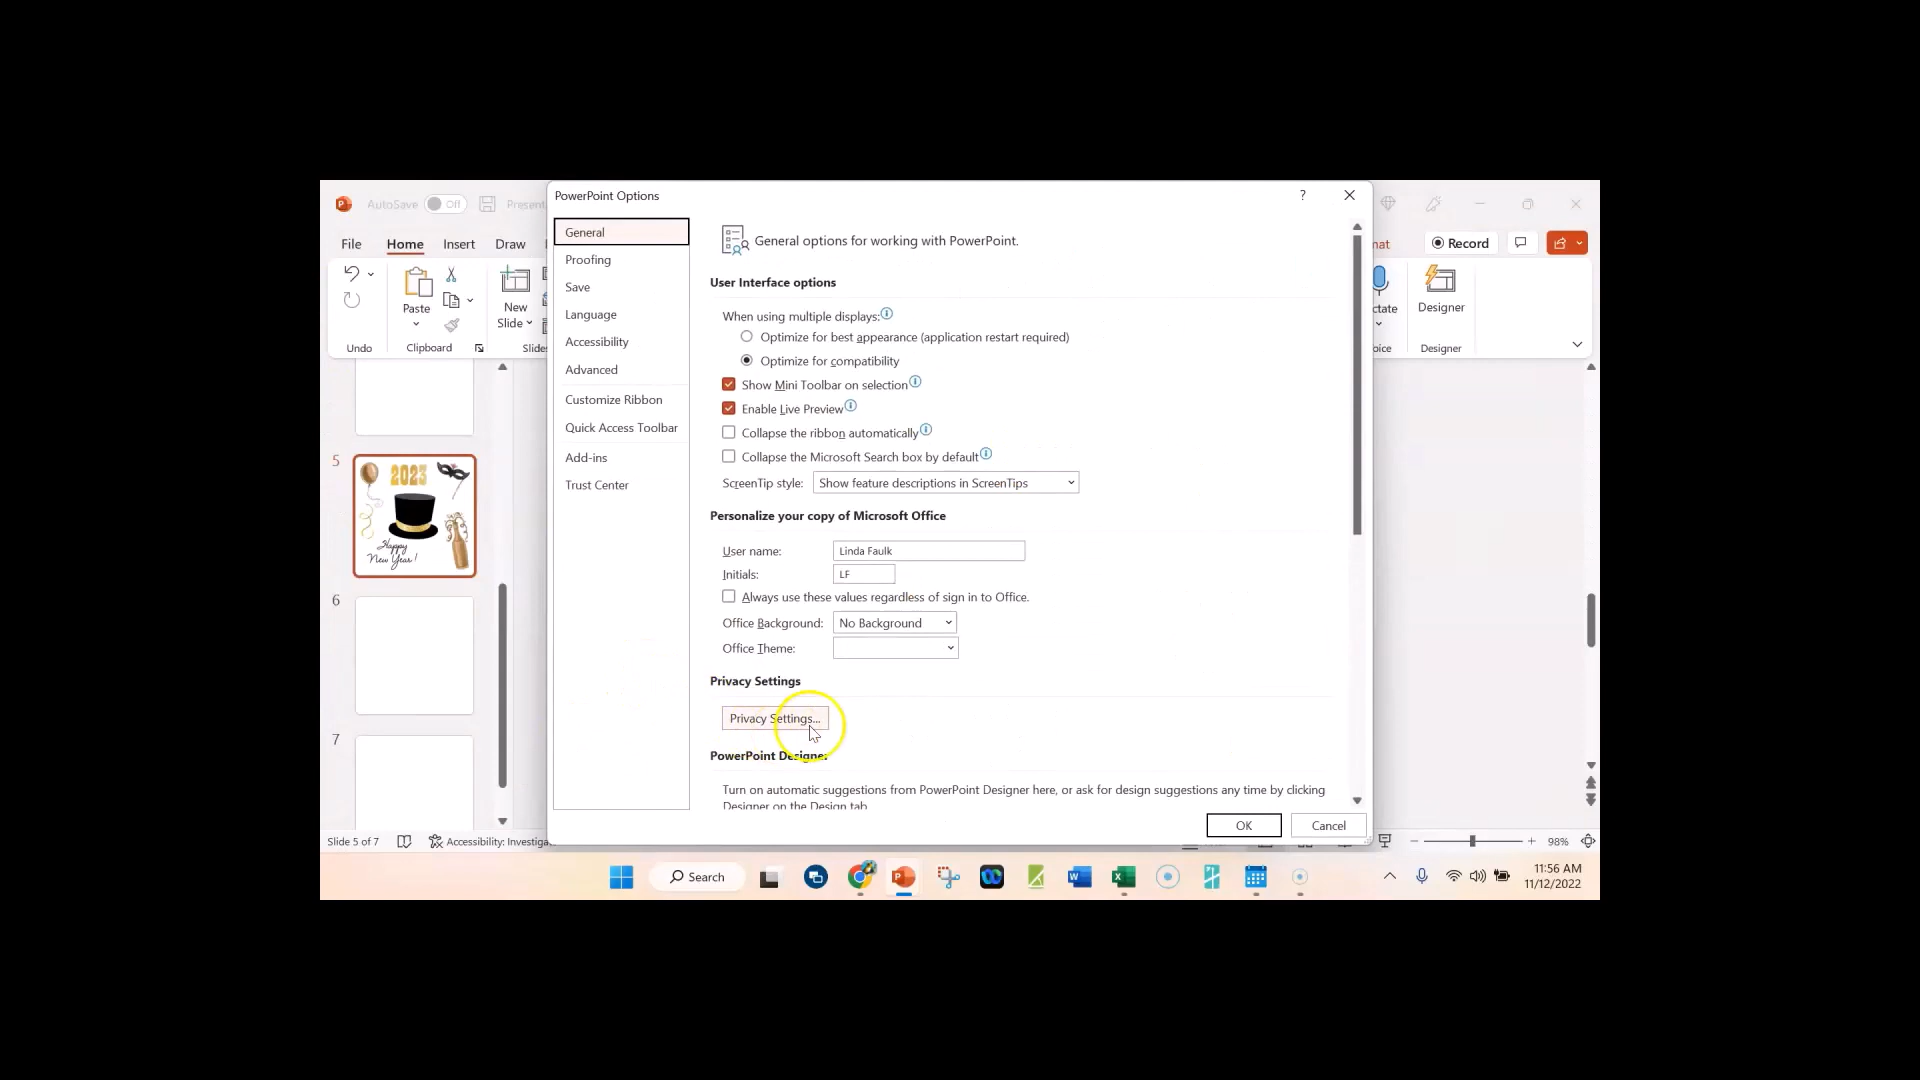 AutoSave Off Present
PowerPoint Options ?
File Home Insert Draw
mat Record
Paste
New
Slide
ctate
Designer
Undo Clipboard Slides
oice Designer
General
Proofing
Save
Language
Accessibility
Advanced
Customize Ribbon
Quick Access Toolbar
Add-ins
Trust Center
General options for working with PowerPoint.
User Interface options
When using multiple displays:
Optimize for best appearance (application restart required)
Optimize for compatibility
Show Mini Toolbar on selection
Enable Live Preview
Collapse the ribbon automatically
Collapse the Microsoft Search box by default
ScreenTip style: Show feature descriptions in ScreenTips
Personalize your copy of Microsoft Office
User name: Linda Faulk
Initials: LF
Always use these values regardless of sign in to Office.
Office Background: No Background
Office Theme:
Privacy Settings
Privacy Settings...
PowerPoint Designer
Turn on automatic suggestions from PowerPoint Designer here, or ask for design suggestions any time by clicking
Designer on the Design tab
OK Cancel
5
2023
Happy
New Year!
6
7
Slide 5 of 7 Accessibility: Investiga
98%
Search
11:56 AM
11/12/2022